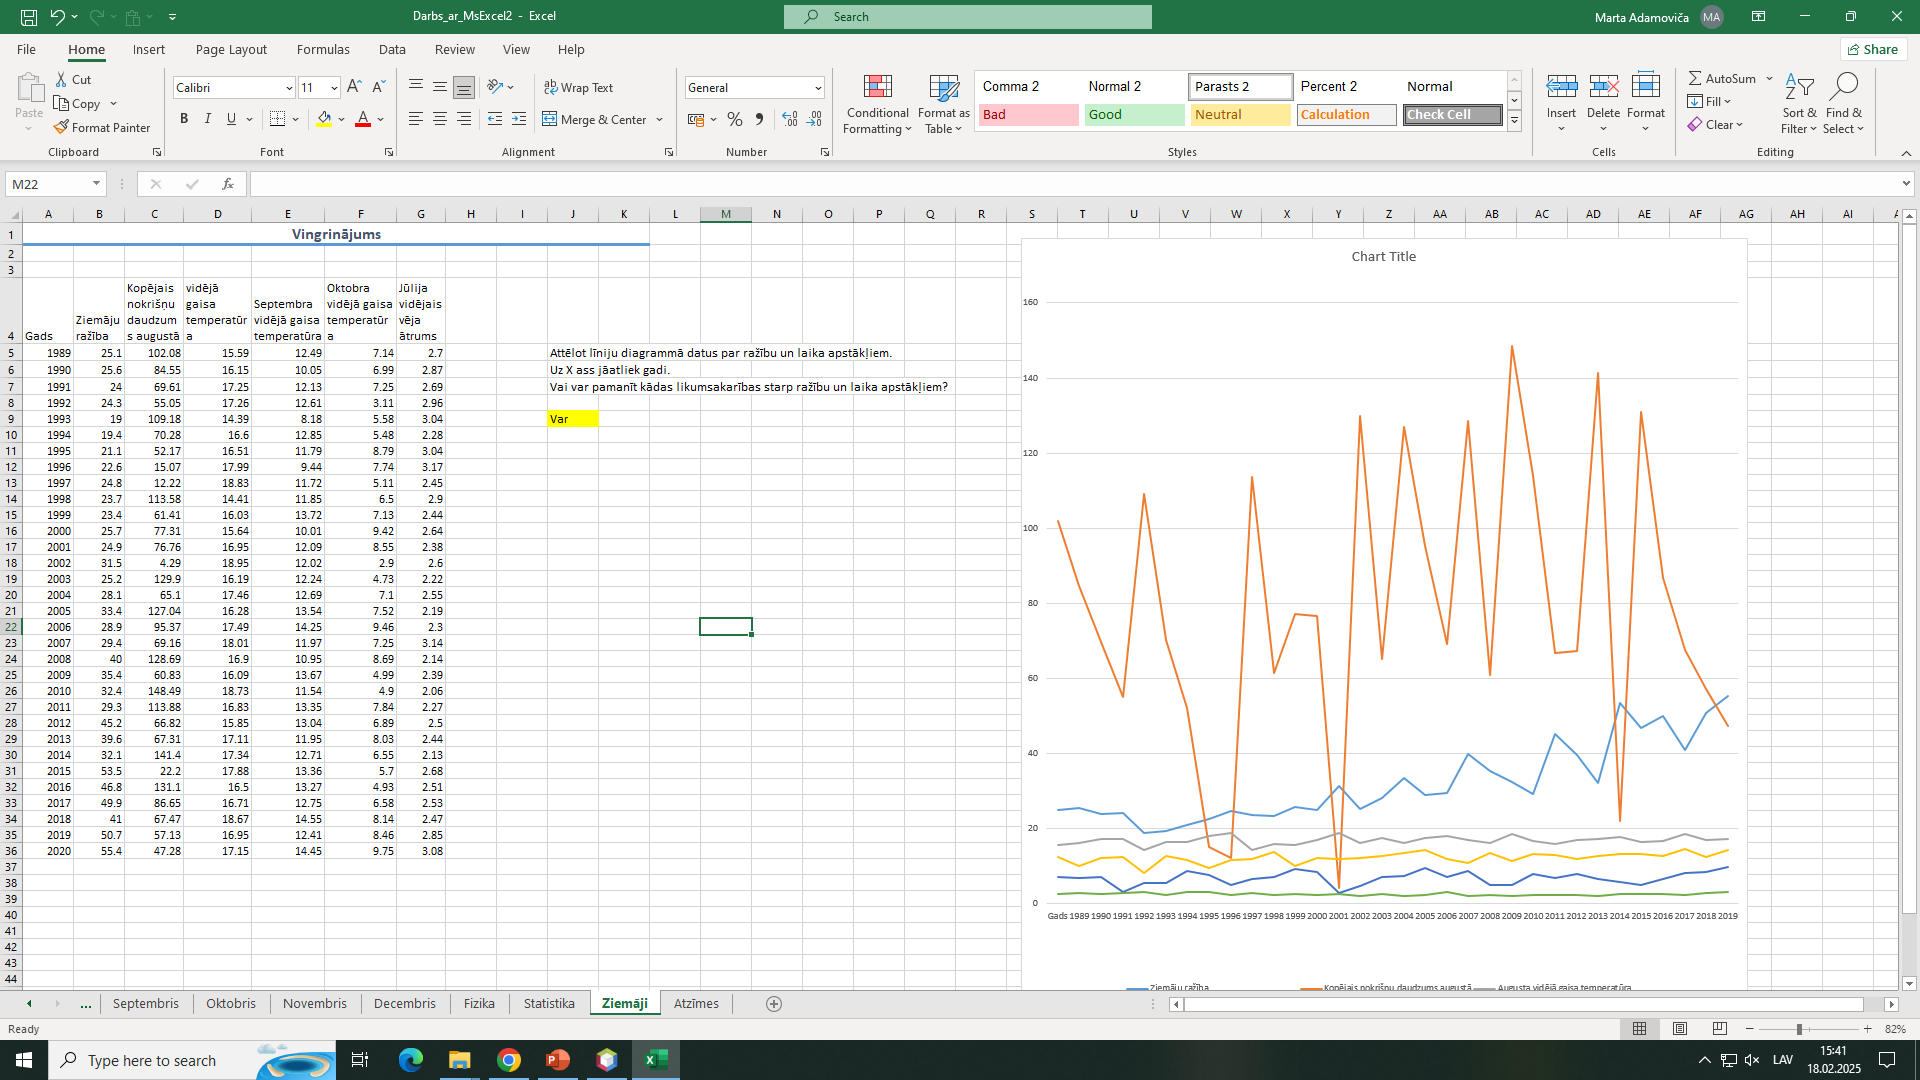 Darbs_ar_MsExcel2 - Excel
Search
Marta Adamoviča MA
File Home Insert Page Layout Formulas Data Review View Help
Share
Paste
Cut
Copy
Format Painter
Clipboard
Calibri 11
B I U
Font
Wrap Text
Merge & Center
Alignment
General
Number
Conditional Formatting
Format as Table
Comma 2 Normal 2 Parasts 2 Percent 2 Normal
Bad Good Neutral Calculation Check Cell
Styles
Insert Delete Format
Cells
AutoSum
Fill
Clear
Sort & Filter
Find & Select
Editing
M22
fx
A B C D E F G H I J K L M N O P Q R S T U V W X Y Z AA AB AC AD AE AF AG AH AI
1 Vingrinājums
2
3
4 Gads Ziemāju ražība Kopējais nokrišņu daudzums augustā vidējā gaisa temperatūra Septembra vidējā gaisa temperatūra Oktobra vidējā gaisa temperatūra Jūlija vidējais vēja ātrums
5 1989 25.1 102.08 15.59 12.49 7.14 2.7 Attēlot līniju diagrammā datus par ražību un laika apstākļiem.
6 1990 25.6 84.55 16.15 10.05 6.99 2.87 Uz X ass jāatliek gadi.
7 1991 24 69.61 17.25 12.13 7.25 2.69 Vai var pamanīt kādas likumsakarības starp ražību un laika apstākļiem?
8 1992 24.3 55.05 17.26 12.61 3.11 2.96
9 1993 19 109.18 14.39 8.18 5.58 3.04 Var
10 1994 19.4 70.28 16.6 12.85 5.48 2.28
11 1995 21.1 52.17 16.51 11.79 8.79 3.04
12 1996 22.6 15.07 17.99 9.44 7.74 3.17
13 1997 24.8 12.22 18.83 11.72 5.11 2.45
14 1998 23.7 113.58 14.41 11.85 6.5 2.9
15 1999 23.4 61.41 16.03 13.72 7.13 2.44
16 2000 25.7 77.31 15.64 10.01 9.42 2.64
17 2001 24.9 76.76 16.95 12.09 8.55 2.38
18 2002 31.5 4.29 18.95 12.02 2.9 2.6
19 2003 25.2 129.9 16.19 12.24 4.73 2.22
20 2004 28.1 65.1 17.46 12.69 7.1 2.55
21 2005 33.4 127.04 16.28 13.54 7.52 2.19
22 2006 28.9 95.37 17.49 14.25 9.46 2.3
23 2007 29.4 69.16 18.01 11.97 7.25 3.14
24 2008 40 128.69 16.9 10.95 8.69 2.14
25 2009 35.4 60.83 16.09 13.67 4.99 2.39
26 2010 32.4 148.49 18.73 11.54 4.9 2.06
27 2011 29.3 113.88 16.83 13.35 7.84 2.27
28 2012 45.2 66.82 15.85 13.04 6.89 2.5
29 2013 39.6 67.31 17.11 11.95 8.03 2.44
30 2014 32.1 141.4 17.34 12.71 6.55 2.13
31 2015 53.5 22.2 17.88 13.36 5.7 2.68
32 2016 46.8 131.1 16.5 13.27 4.93 2.51
33 2017 49.9 86.65 16.71 12.75 6.58 2.53
34 2018 41 67.47 18.67 14.55 8.14 2.47
35 2019 50.7 57.13 16.95 12.41 8.46 2.85
36 2020 55.4 47.28 17.15 14.45 9.75 3.08
37
38
39
40
41
42
43
44
Chart Title
160
140
120
100
80
60
40
20
0
Gads 1989 1990 1991 1992 1993 1994 1995 1996 1997 1998 1999 2000 2001 2002 2003 2004 2005 2006 2007 2008 2009 2010 2011 2012 2013 2014 2015 2016 2017 2018 2019
Ziemāju ražība Kopējais nokrišņu daudzums augustā Augusta vidējā gaisa temperatūra
... Septembris Oktobris Novembris Decembris Fizika Statistika Ziemāji Atzīmes
Ready
82%
Type here to search
LAV
15:41
18.02.2025